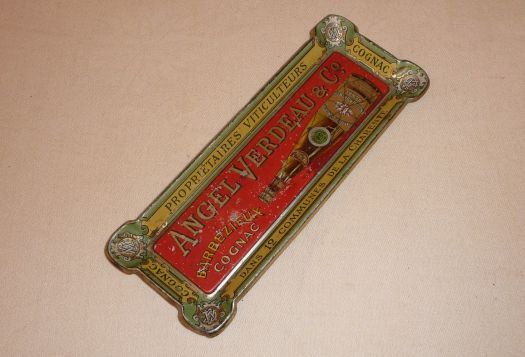 PROPRIÉTAIRES VITICULTEURS
COGNAC
ANGEL VERDEAU & Co
BARBEZIEUX
COGNAC
DANS 12 COMMUNES DE LA CHARENTE
COGNAC